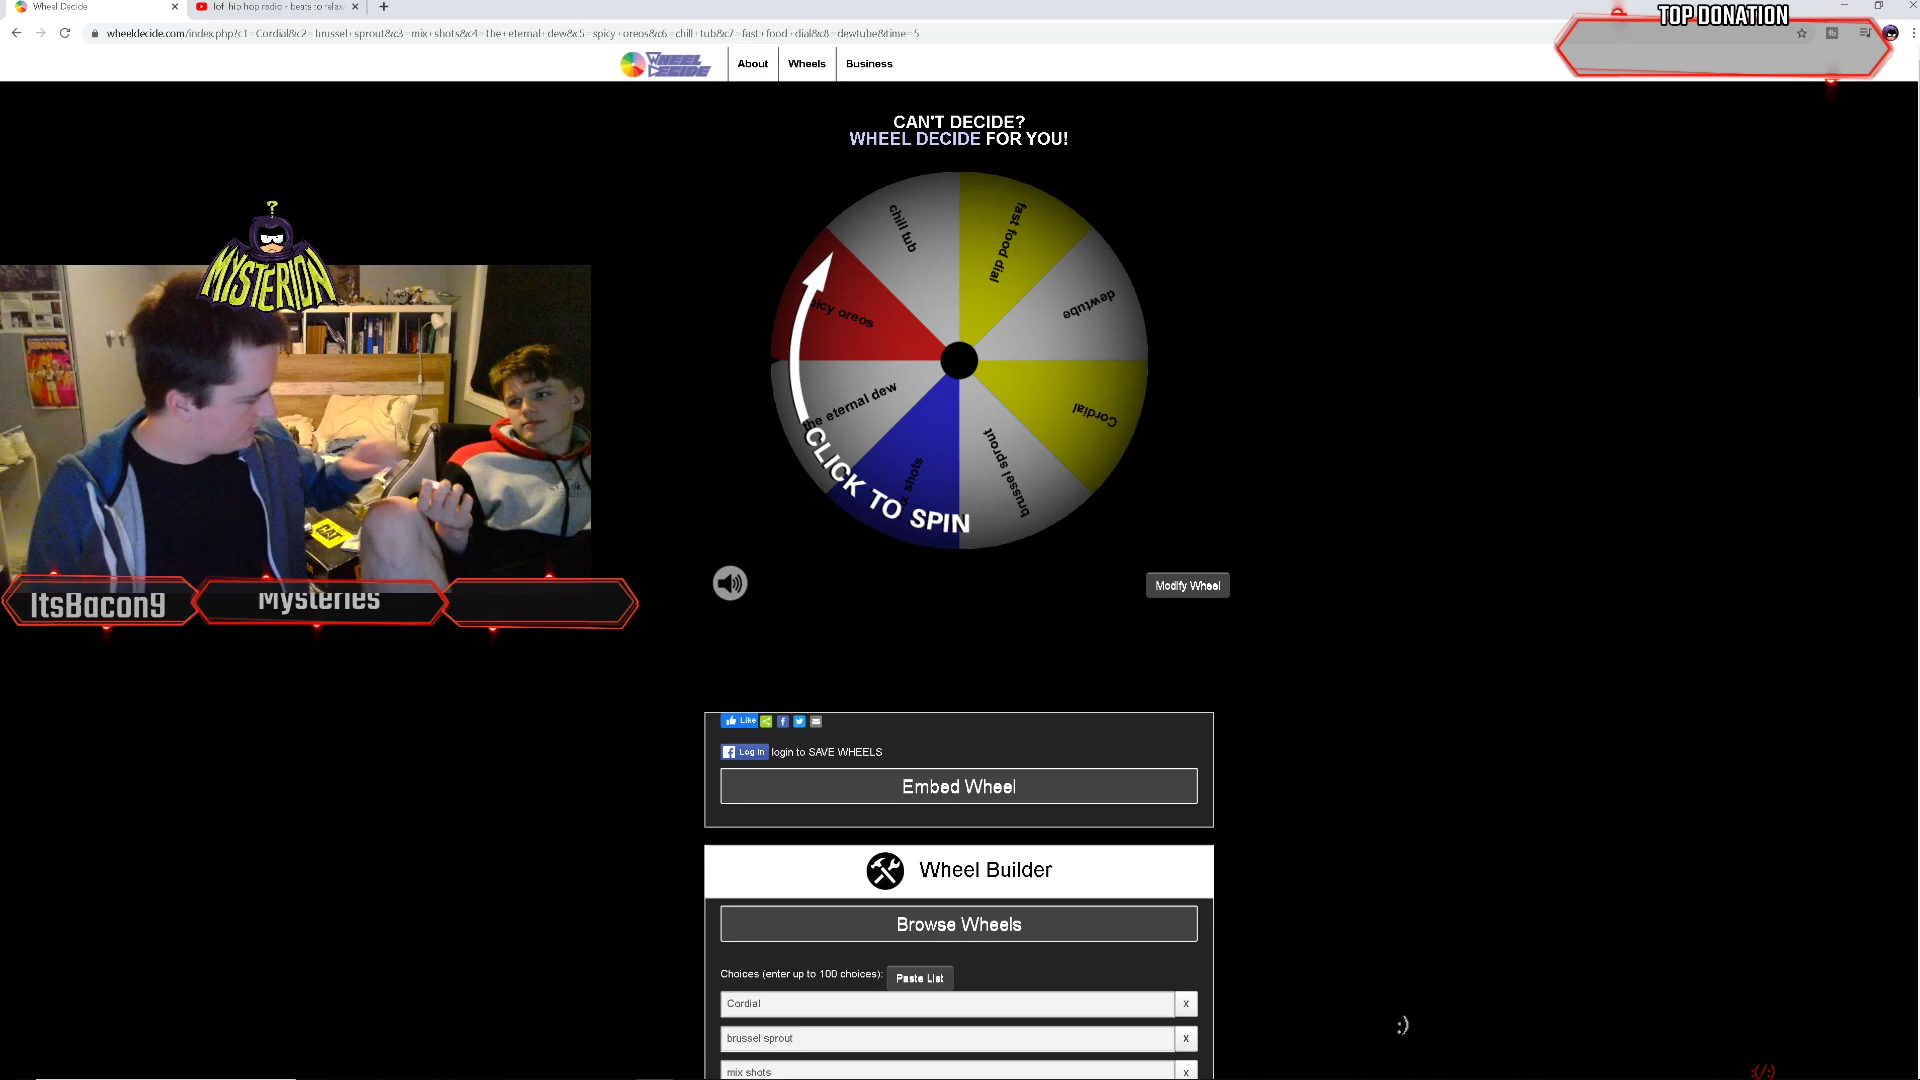 Wheel Decide
lofi hip hop radio - beats to relax
TOP DONATION
wheeldecide.com/index.php?c1=Cordial&c2=brussel+sprout&c3=mix+shots&c4=the+eternal+dew&c5=spicy+oreos&c6=chill+tub&c7=fast+food+dial&c8=dewtube&time=5
WHEEL DECIDE
About
Wheels
Business
CAN'T DECIDE?
WHEEL DECIDE FOR YOU!
chill tub
fast food dial
dewtube
Cordial
brussel sprout
shots
the eternal dew
picy oreos
CLICK TO SPIN
?
MYSTERION
CAT
ItsBacon9
Mysteries
Modify Wheel
Like
Log In login to SAVE WHEELS
Embed Wheel
Wheel Builder
Browse Wheels
Choices (enter up to 100 choices): Paste List
Cordial x
brussel sprout x
mix shots x
:)
:(/:)